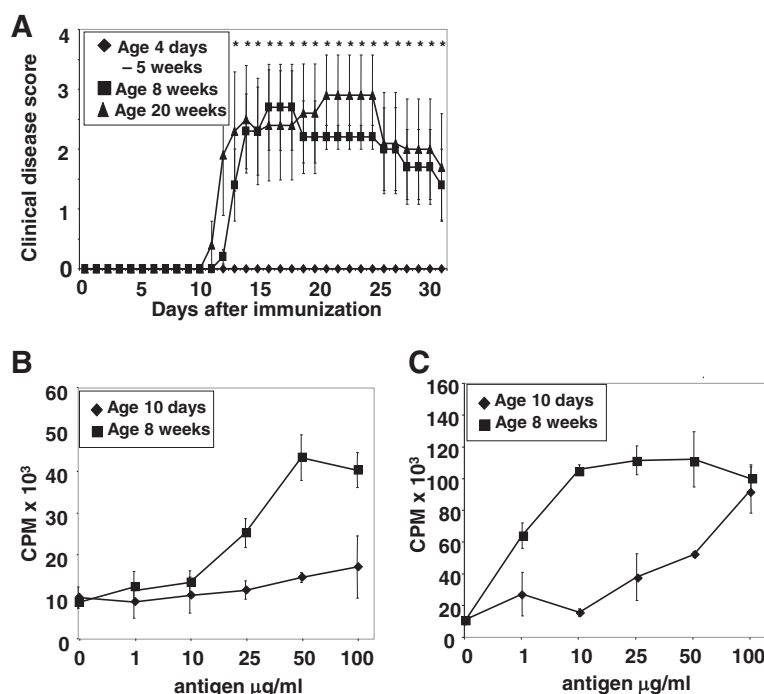 A
4
3
2
1
0
Clinical disease score
Age 4 days
– 5 weeks
Age 8 weeks
Age 20 weeks
* * * * * * * * * * * * * * * * * * *
0 5 10 15 20 25 30
Days after immunization
B
60
50
40
30
20
10
0
CPM x 10³
Age 10 days
Age 8 weeks
0 1 10 25 50 100
antigen μg/ml
C
160
140
120
100
80
60
40
20
0
CPM x 10³
Age 10 days
Age 8 weeks
0 1 10 25 50 100
antigen μg/ml